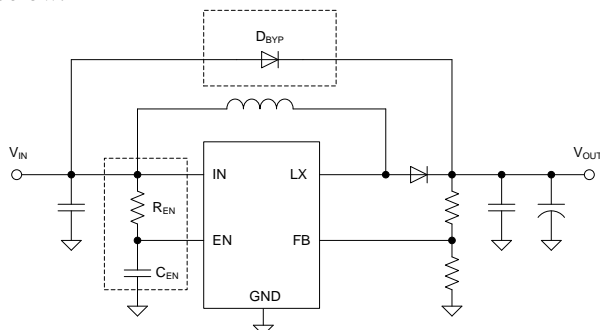 D_BYP
V_IN
V_OUT
IN
LX
R_EN
EN
FB
C_EN
GND